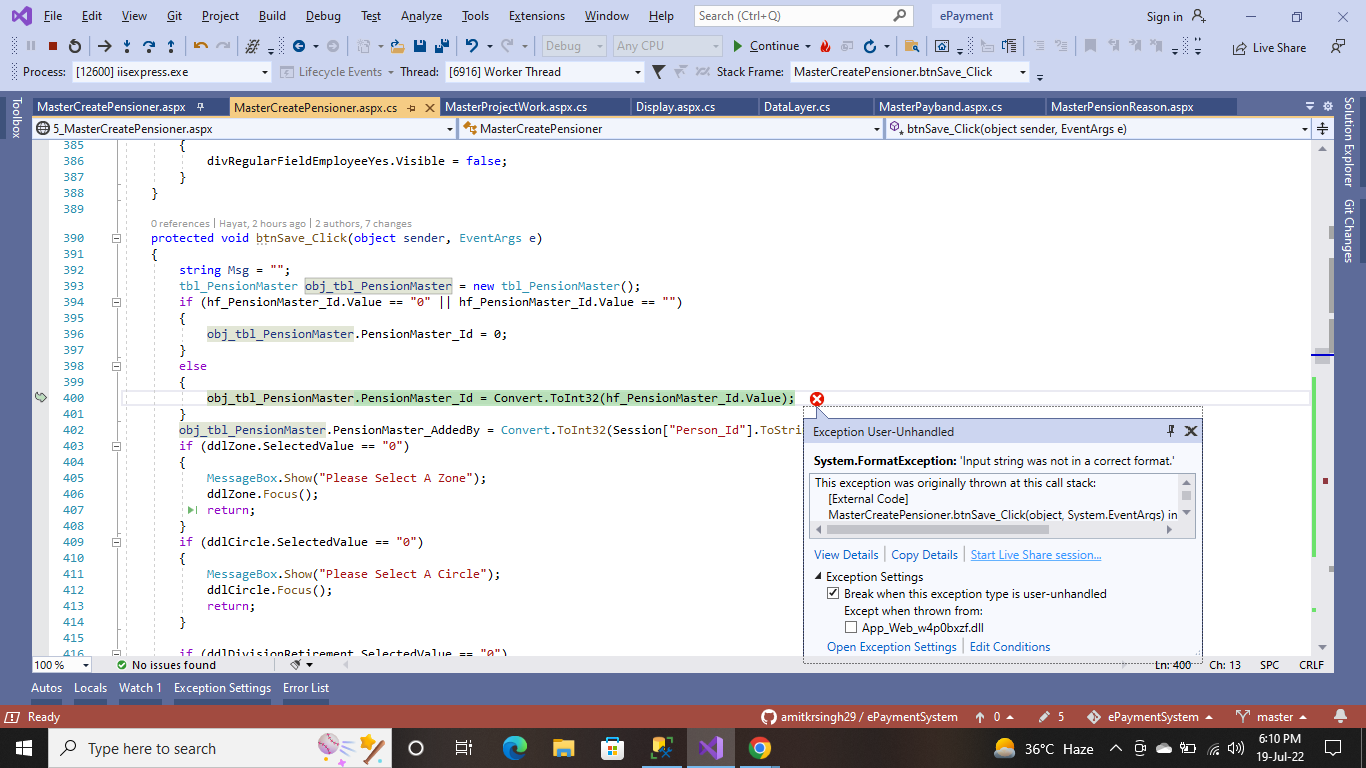 File Edit View Git Project Build Debug Test Analyze Tools Extensions Window Help Search (Ctrl+Q) ePayment Sign in
Debug Any CPU Continue Live Share
Process: [12600] iisexpress.exe Lifecycle Events Thread: [6916] Worker Thread Stack Frame: MasterCreatePensioner.btnSave_Click
Toolbox
MasterCreatePensioner.aspx MasterCreatePensioner.aspx.cs MasterProjectWork.aspx.cs Display.aspx.cs DataLayer.cs MasterPayband.aspx.cs MasterPensionReason.aspx
5_MasterCreatePensioner.aspx MasterCreatePensioner btnSave_Click(object sender, EventArgs e)
Solution Explorer
Git Changes
385 {
386 divRegularFieldEmployeeYes.Visible = false;
387 }
388 }
389
0 references | Hayat, 2 hours ago | 2 authors, 7 changes
390 protected void btnSave_Click(object sender, EventArgs e)
391 {
392 string Msg = "";
393 tbl_PensionMaster obj_tbl_PensionMaster = new tbl_PensionMaster();
394 if (hf_PensionMaster_Id.Value == "0" || hf_PensionMaster_Id.Value == "")
395 {
396 obj_tbl_PensionMaster.PensionMaster_Id = 0;
397 }
398 else
399 {
400 obj_tbl_PensionMaster.PensionMaster_Id = Convert.ToInt32(hf_PensionMaster_Id.Value);
401 }
402 obj_tbl_PensionMaster.PensionMaster_AddedBy = Convert.ToInt32(Session["Person_Id"].ToStri
403 if (ddlZone.SelectedValue == "0")
404 {
405 MessageBox.Show("Please Select A Zone");
406 ddlZone.Focus();
407 return;
408 }
409 if (ddlCircle.SelectedValue == "0")
410 {
411 MessageBox.Show("Please Select A Circle");
412 ddlCircle.Focus();
413 return;
414 }
415
416 if (ddlDivisionRetirement.SelectedValue == "0")
Exception User-Unhandled
System.FormatException: 'Input string was not in a correct format.'
This exception was originally thrown at this call stack:
[External Code]
MasterCreatePensioner.btnSave_Click(object, System.EventArgs) in
View Details | Copy Details | Start Live Share session...
Exception Settings
Break when this exception type is user-unhandled
Except when thrown from:
App_Web_w4p0bxzf.dll
Open Exception Settings | Edit Conditions
100 % No issues found Ln: 400 Ch: 13 SPC CRLF
Autos Locals Watch 1 Exception Settings Error List
Ready amitkrsingh29 / ePaymentSystem 0 5 ePaymentSystem master
Type here to search 36°C Haze 6:10 PM
19-Jul-22